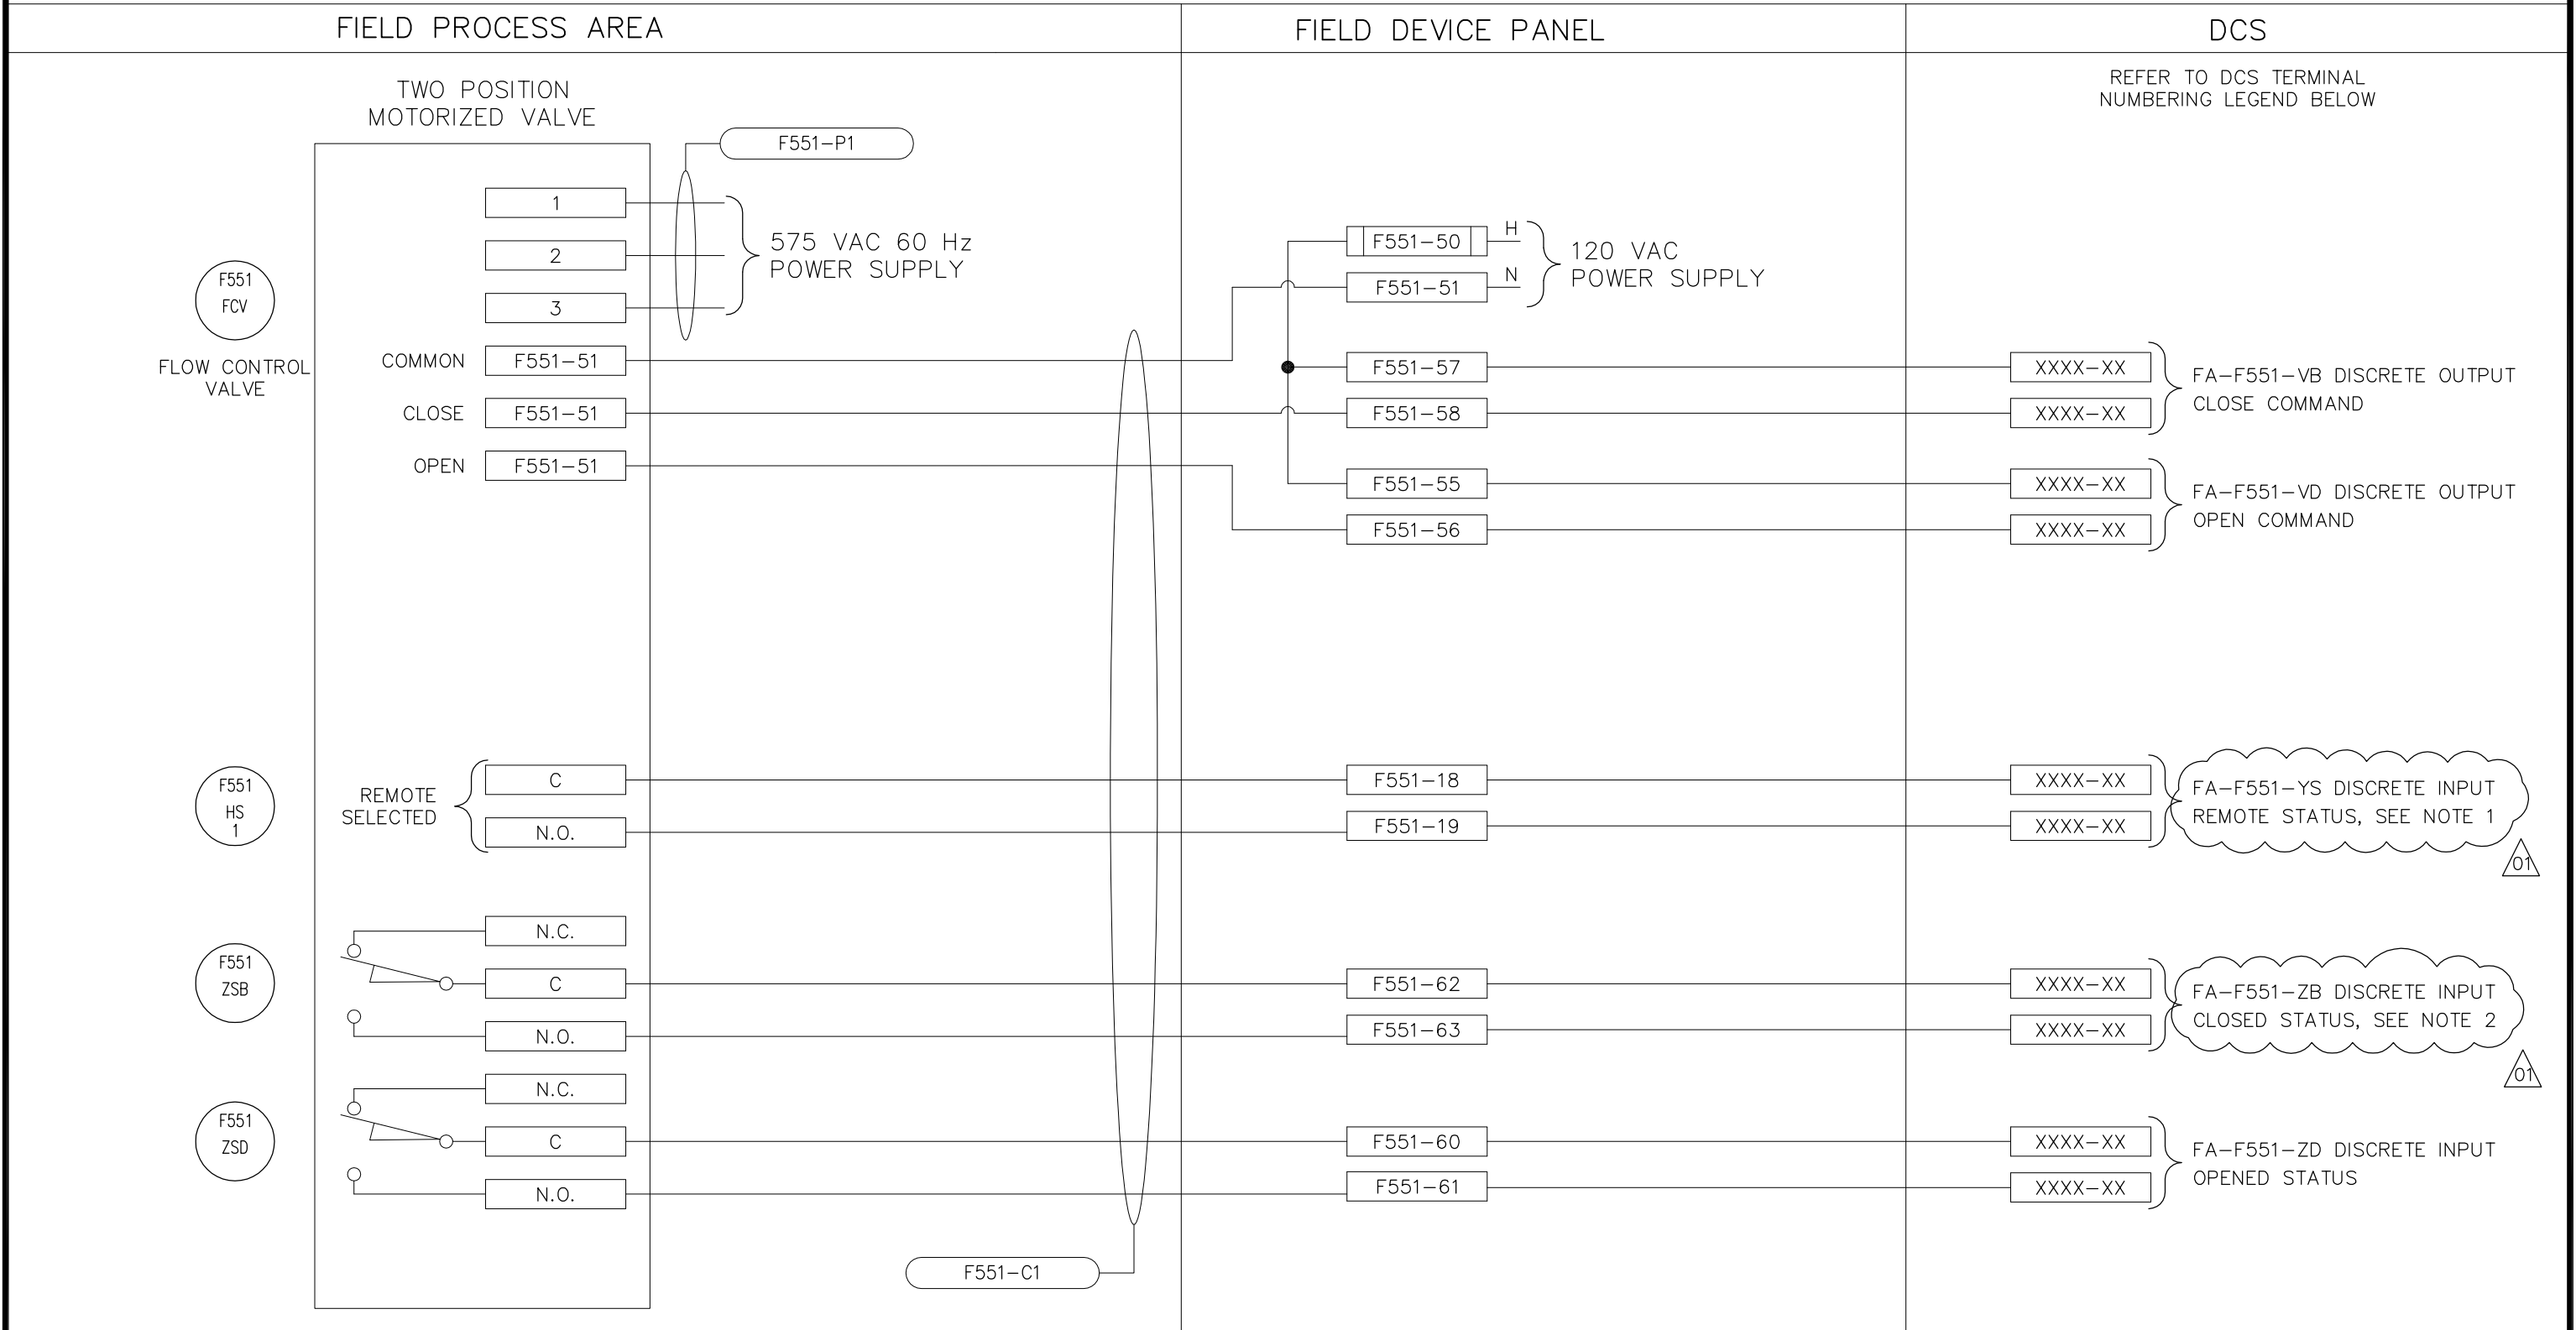 FIELD PROCESS AREA
FIELD DEVICE PANEL
DCS
TWO POSITION
MOTORIZED VALVE
REFER TO DCS TERMINAL
NUMBERING LEGEND BELOW
F551-P1
1
2
3
575 VAC 60 Hz
POWER SUPPLY
F551
FCV
FLOW CONTROL
VALVE
COMMON
F551-51
CLOSE
F551-51
OPEN
F551-51
F551-50
H
F551-51
N
120 VAC
POWER SUPPLY
F551-57
F551-58
F551-55
F551-56
XXXX-XX
XXXX-XX
FA-F551-VB DISCRETE OUTPUT
CLOSE COMMAND
XXXX-XX
XXXX-XX
FA-F551-VD DISCRETE OUTPUT
OPEN COMMAND
F551
HS
1
REMOTE
SELECTED
C
N.O.
F551-18
F551-19
XXXX-XX
XXXX-XX
FA-F551-YS DISCRETE INPUT
REMOTE STATUS, SEE NOTE 1
01
F551
ZSB
N.C.
C
N.O.
F551-62
F551-63
XXXX-XX
XXXX-XX
FA-F551-ZB DISCRETE INPUT
CLOSED STATUS, SEE NOTE 2
01
F551
ZSD
N.C.
C
N.O.
F551-60
F551-61
XXXX-XX
XXXX-XX
FA-F551-ZD DISCRETE INPUT
OPENED STATUS
F551-C1